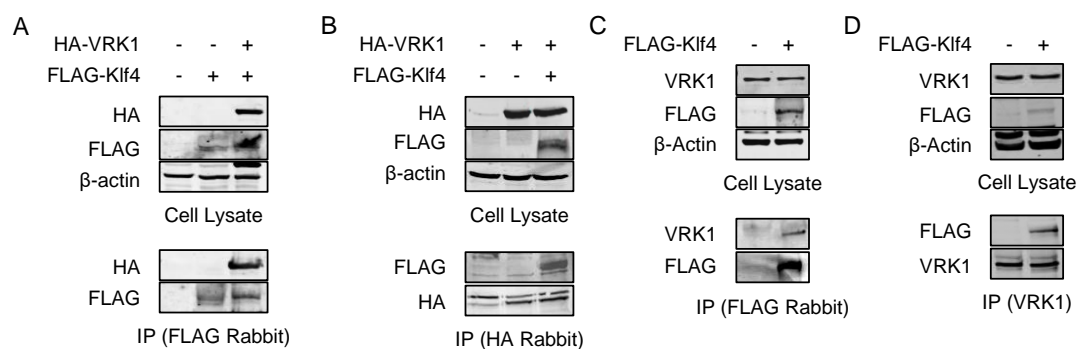 A
HA-VRK1 - - +
FLAG-Klf4 - + +
HA
FLAG
β-actin
Cell Lysate
HA
FLAG
IP (FLAG Rabbit)
B
HA-VRK1 - + +
FLAG-Klf4 - - +
HA
FLAG
β-actin
Cell Lysate
FLAG
HA
IP (HA Rabbit)
C
FLAG-Klf4 - +
VRK1
FLAG
β-Actin
Cell Lysate
VRK1
FLAG
IP (FLAG Rabbit)
D
FLAG-Klf4 - +
VRK1
FLAG
β-Actin
Cell Lysate
FLAG
VRK1
IP (VRK1)